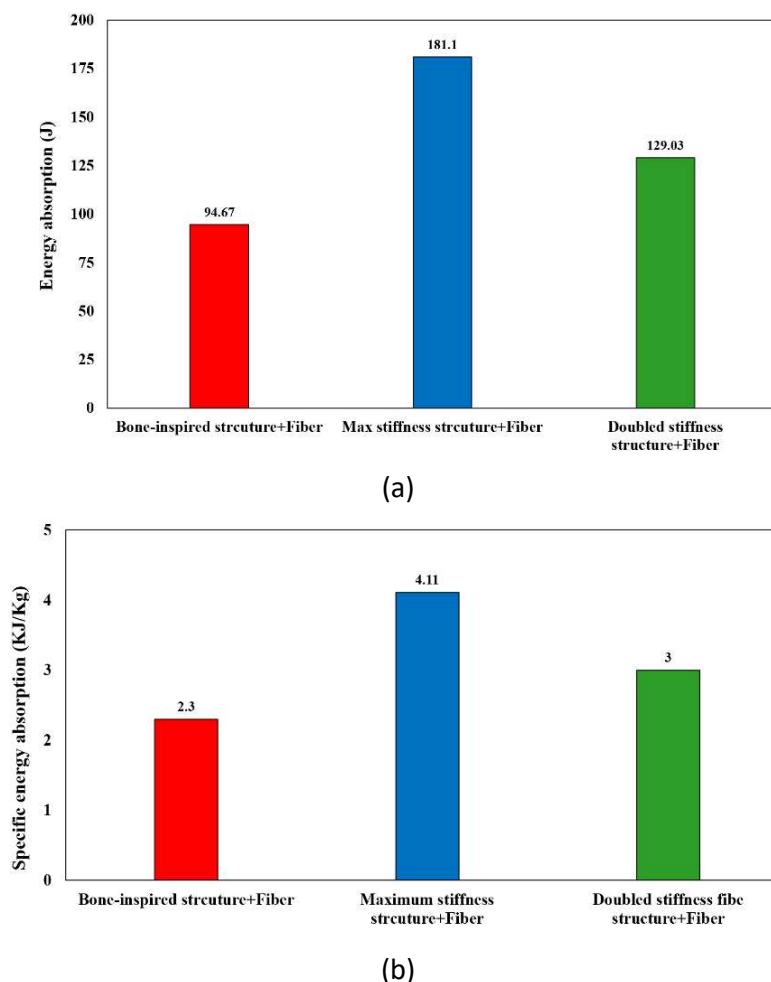 200
175
150
125
100
75
50
25
0
Energy absorption (J)
94.67
181.1
129.03
Bone-inspired strcuture+Fiber
Max stiffness strcuture+Fiber
Doubled stiffness
structure+Fiber
(a)
5
4
3
2
1
0
Specific energy absorption (KJ/Kg)
2.3
4.11
3
Bone-inspired strcuture+Fiber
Maximum stiffness
strcuture+Fiber
Doubled stiffness fibc
structure+Fiber
(b)